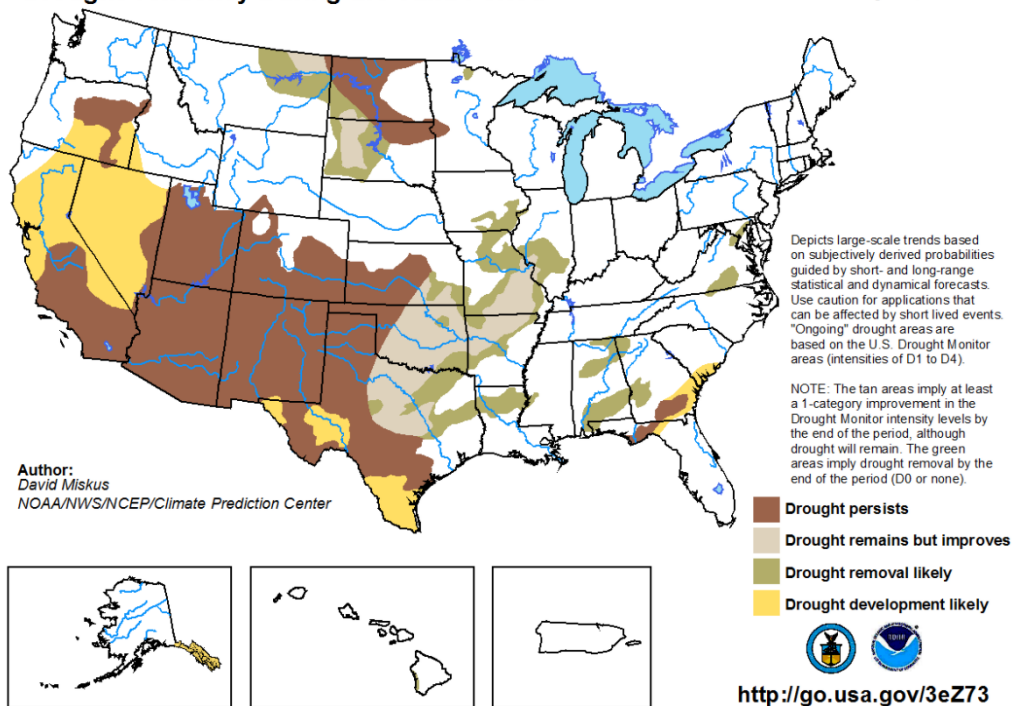 Depicts large-scale trends based
on subjectively derived probabilities
guided by short- and long-range
statistical and dynamical forecasts.
Use caution for applications that
can be affected by short lived events.
"Ongoing" drought areas are
based on the U.S. Drought Monitor
areas (intensities of D1 to D4).
NOTE: The tan areas imply at least
a 1-category improvement in the
Drought Monitor intensity levels by
the end of the period, although
drought will remain. The green
areas imply drought removal by the
end of the period (D0 or none).
Author:
David Miskus
NOAA/NWS/NCEP/Climate Prediction Center
Drought persists
Drought remains but improves
Drought removal likely
Drought development likely
http://go.usa.gov/3eZ73